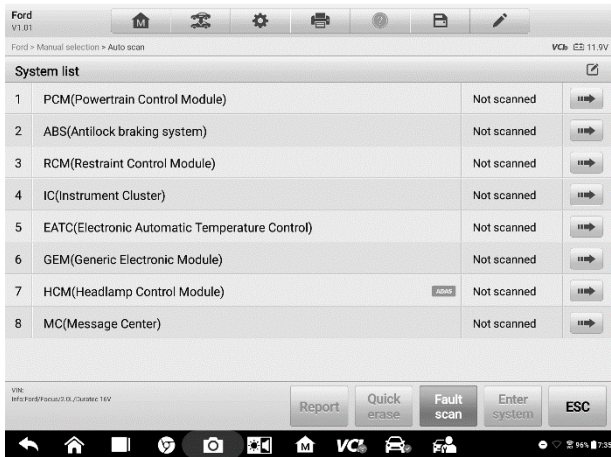 Ford
V1.01
M
?
Ford > Manual selection > Auto scan
VCI 11.9V
System list
1 PCM(Powertrain Control Module) Not scanned
2 ABS(Antilock braking system) Not scanned
3 RCM(Restraint Control Module) Not scanned
4 IC(Instrument Cluster) Not scanned
5 EATC(Electronic Automatic Temperature Control) Not scanned
6 GEM(Generic Electronic Module) Not scanned
7 HCM(Headlamp Control Module) ADAS Not scanned
8 MC(Message Center) Not scanned
VIN:
Info:Ford/Focus/2.0L/Duratec 16V
Report
Quick erase
Fault scan
Enter system
ESC
M VCI 96% 7:35